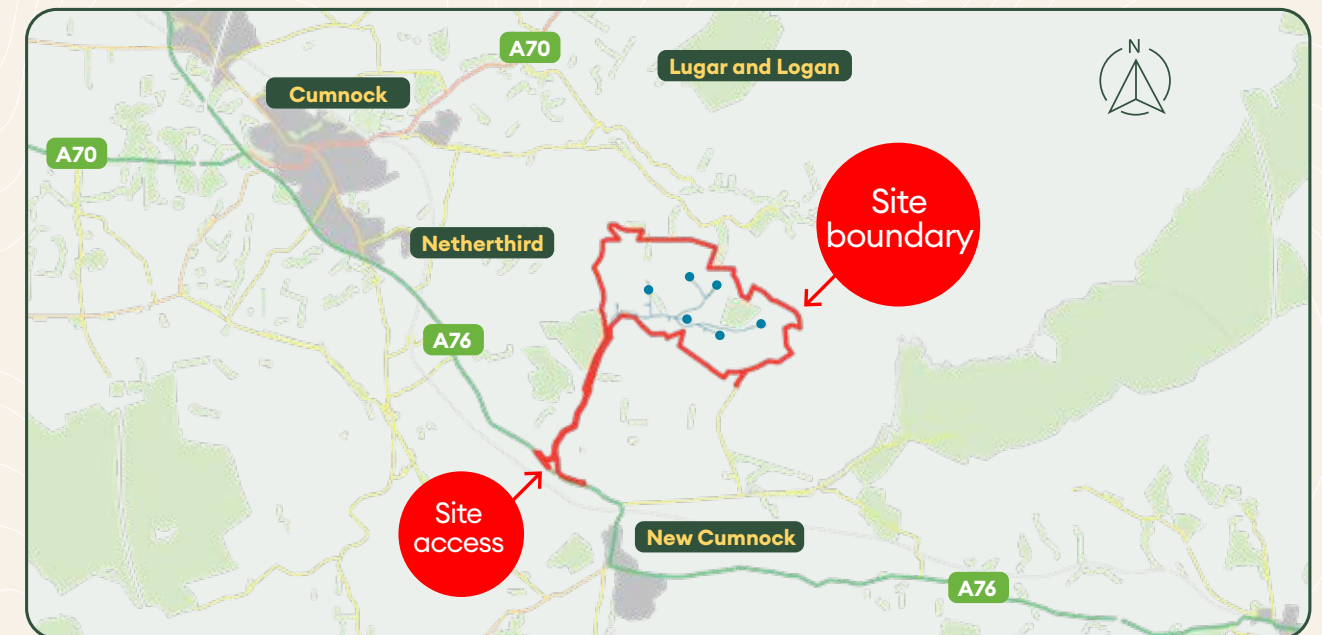 N
A70
Lugar and Logan
Cumnock
A70
Site
boundary
Netherthird
A76
Site
access
New Cumnock
A76